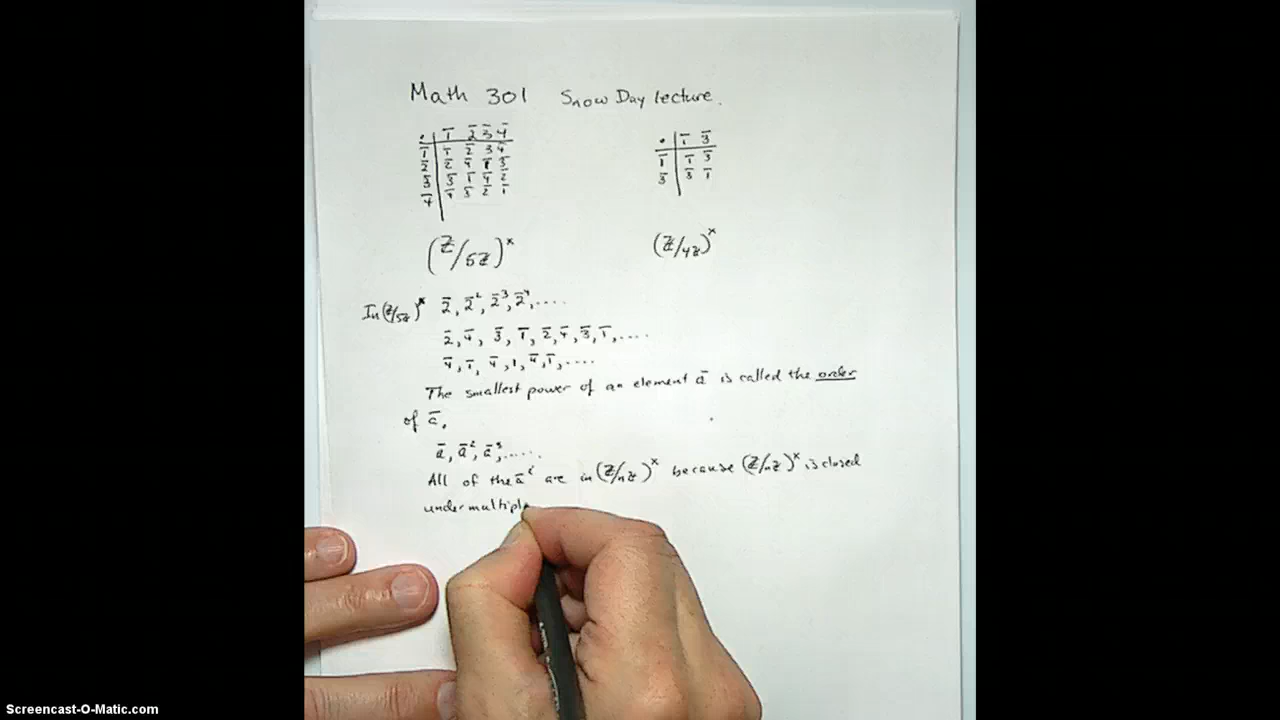 Math 301 Snow Day lecture.
· 1̄ 2̄ 3̄ 4̄
1̄ 1̄ 2̄ 3̄ 4̄
2̄ 2̄ 4̄ 1̄ 3̄
3̄ 3̄ 1̄ 4̄ 2̄
4̄ 4̄ 3̄ 2̄ 1̄
(ℤ/5ℤ)ˣ
· 1̄ 3̄
1̄ 1̄ 3̄
3̄ 3̄ 1̄
(ℤ/4ℤ)ˣ
In (ℤ/5ℤ)ˣ 2̄, 2̄², 2̄³, 2̄⁴, ....
2̄, 4̄, 3̄, 1̄, 2̄, 4̄, 3̄, 1̄, ....
4̄, 1̄, 4̄, 1, 4̄, 1̄, ....
The smallest power of an element ā is called the order
of ā.
ā, ā², ā³, .....
All of the āⁱ are in (ℤ/nℤ)ˣ because (ℤ/nℤ)ˣ is closed
under multipl
Screencast-O-Matic.com